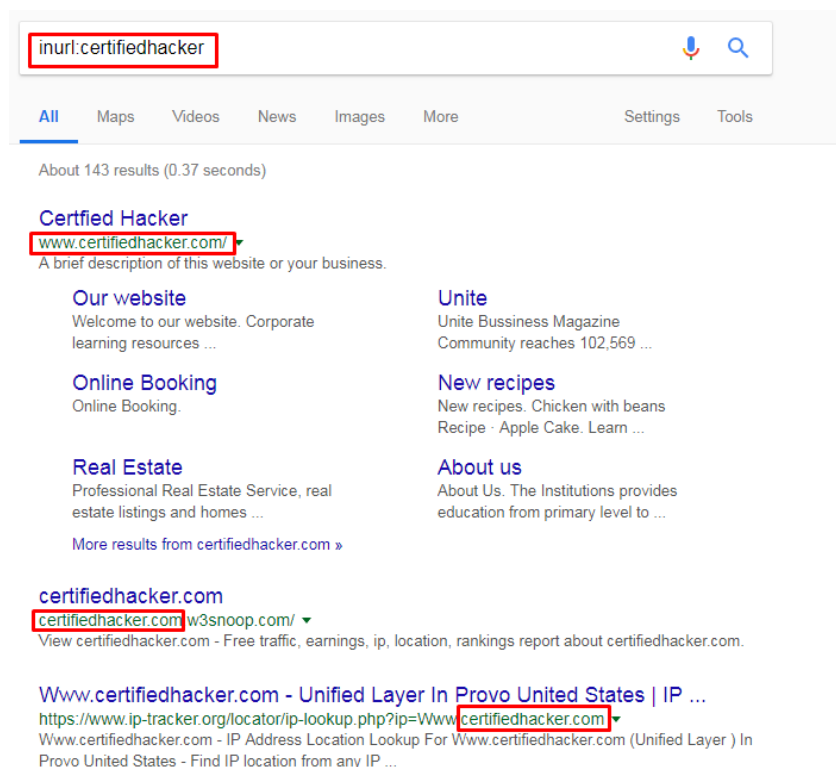 inurl:certifiedhacker
All Maps Videos News Images More Settings Tools
About 143 results (0.37 seconds)
Certfied Hacker
www.certifiedhacker.com/
A brief description of this website or your business.
Our website
Welcome to our website. Corporate
learning resources ...
Unite
Unite Bussiness Magazine
Community reaches 102,569 ...
Online Booking
Online Booking.
New recipes
New recipes. Chicken with beans
Recipe · Apple Cake. Learn ...
Real Estate
Professional Real Estate Service, real
estate listings and homes ...
About us
About Us. The Institutions provides
education from primary level to ...
More results from certifiedhacker.com »
certifiedhacker.com
certifiedhacker.com.w3snoop.com/
View certifiedhacker.com - Free traffic, earnings, ip, location, rankings report about certifiedhacker.com.
Www.certifiedhacker.com - Unified Layer In Provo United States | IP ...
https://www.ip-tracker.org/locator/ip-lookup.php?ip=Www.certifiedhacker.com
Www.certifiedhacker.com - IP Address Location Lookup For Www.certifiedhacker.com (Unified Layer ) In
Provo United States - Find IP location from any IP ...